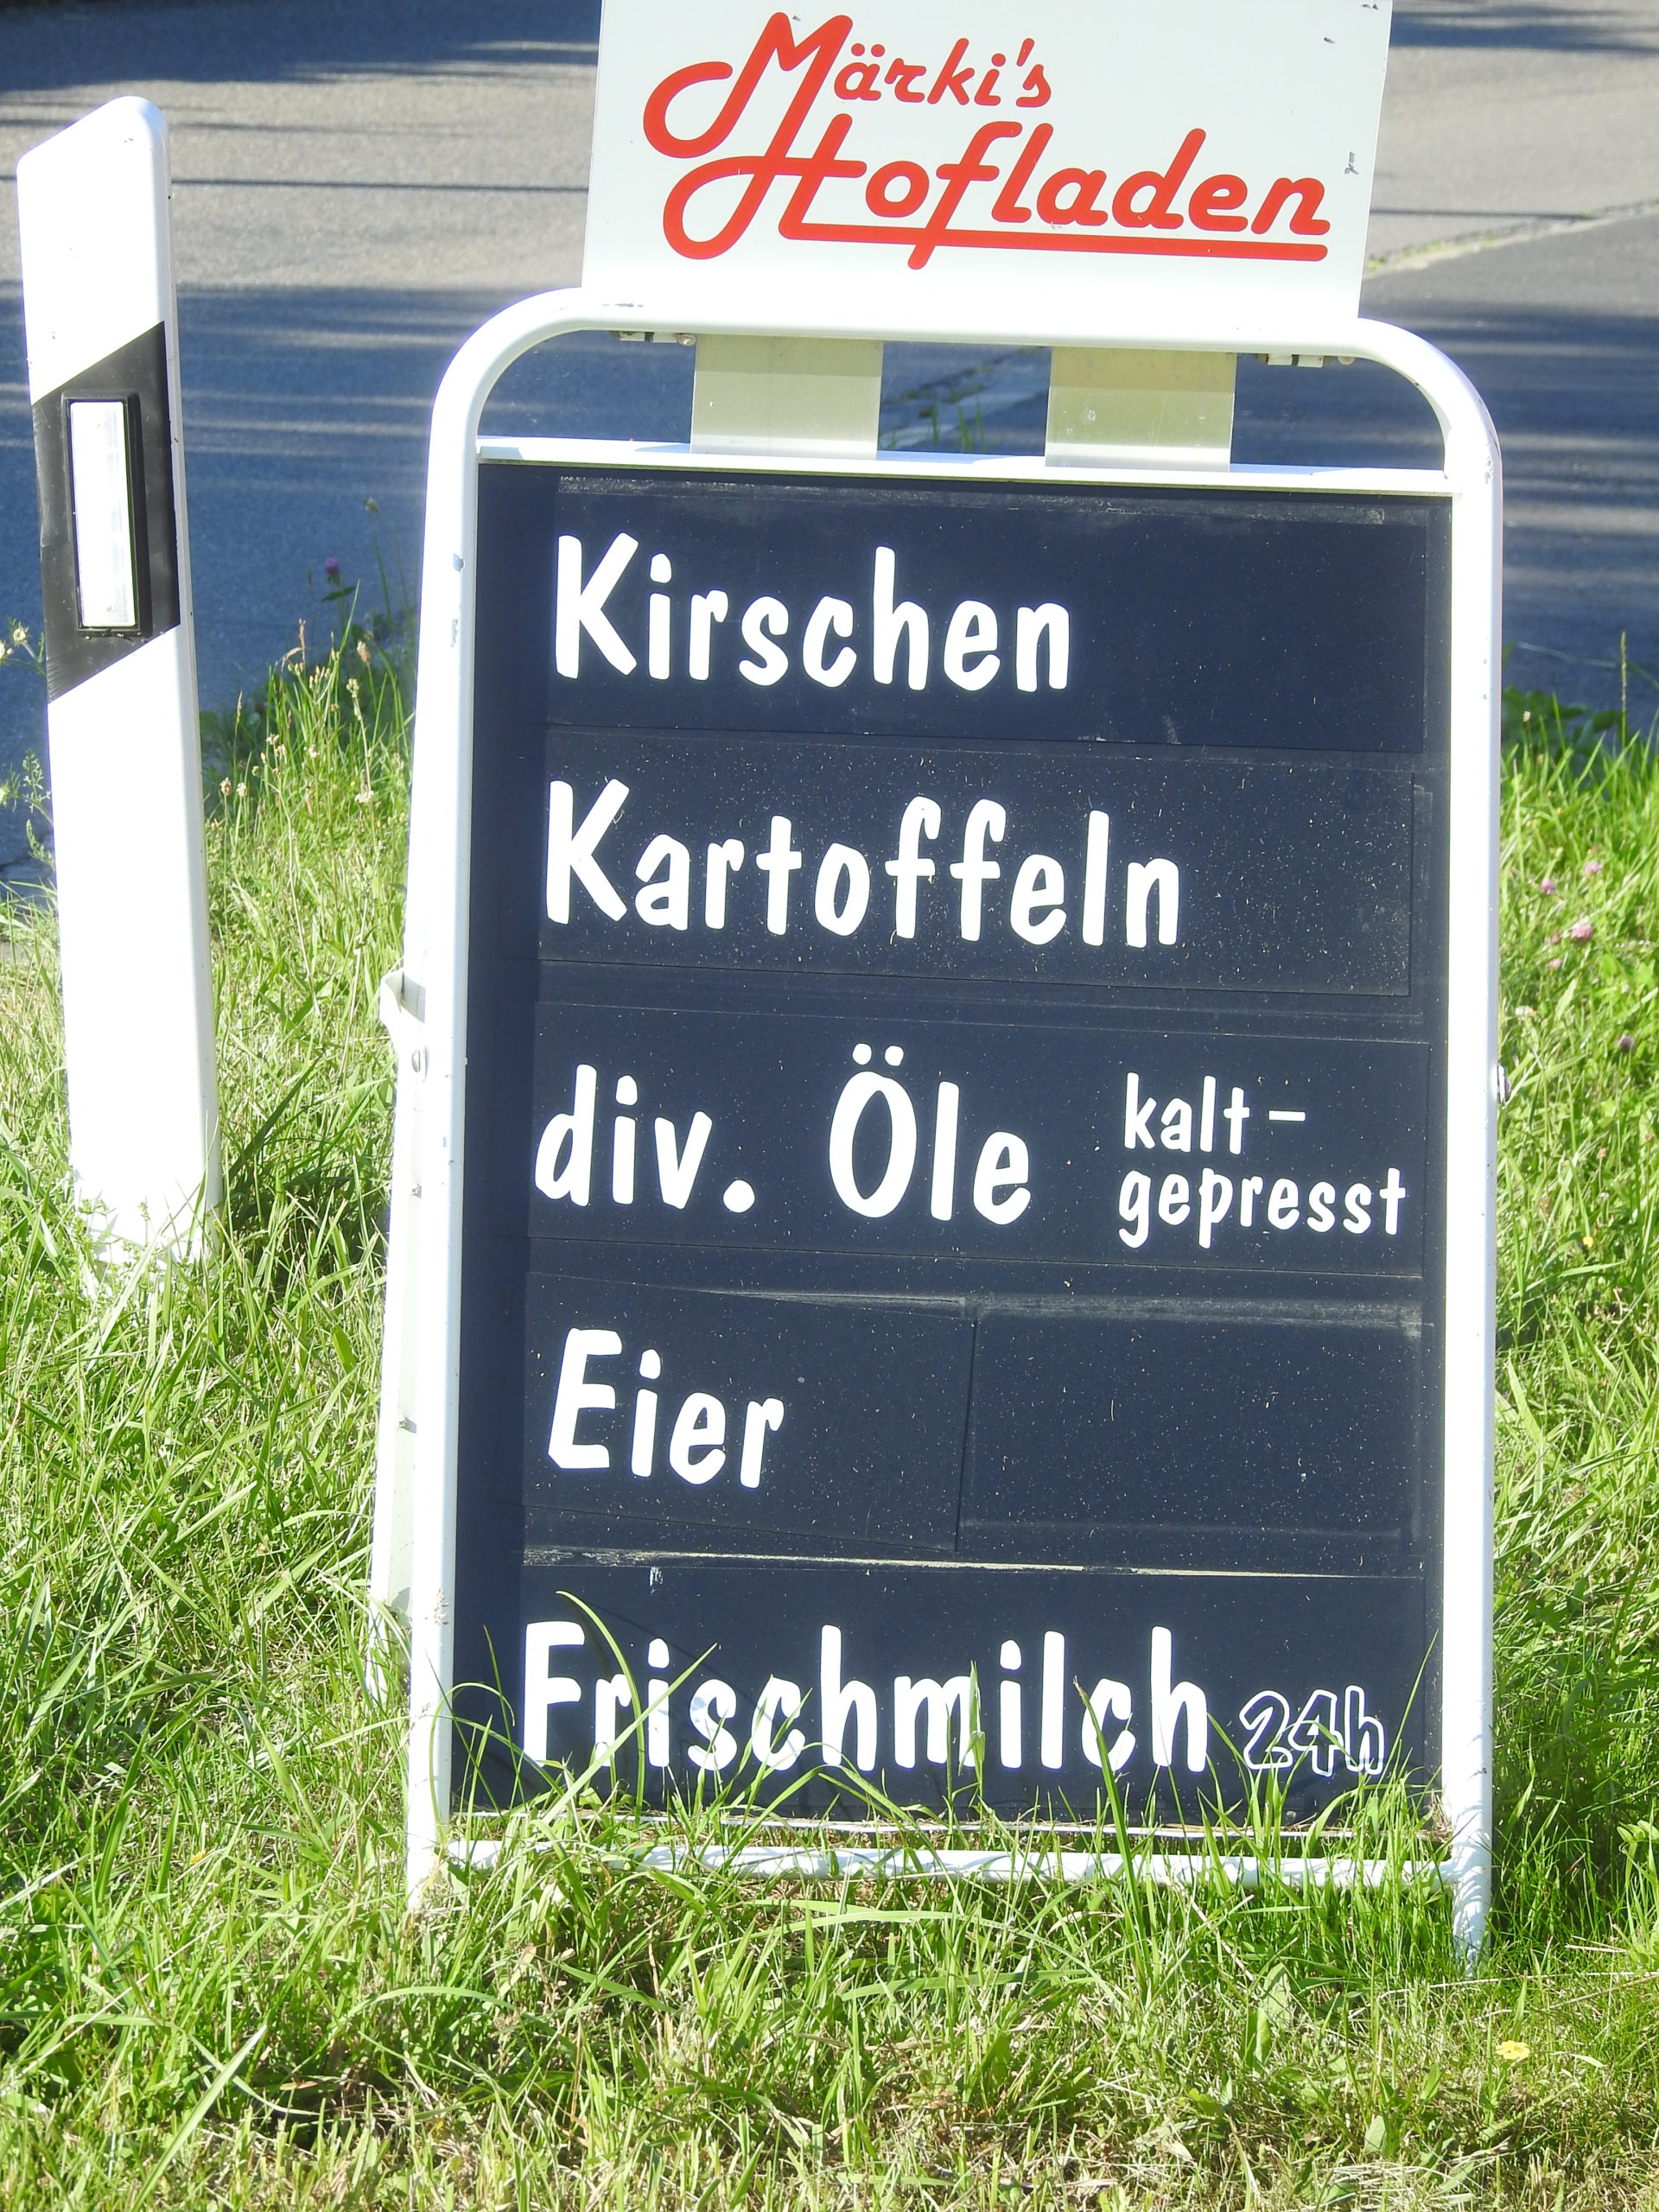 Märki's
Hofladen
Kirschen
Kartoffeln
div. Öle kalt-
gepresst
Eier
Frischmilch 24h